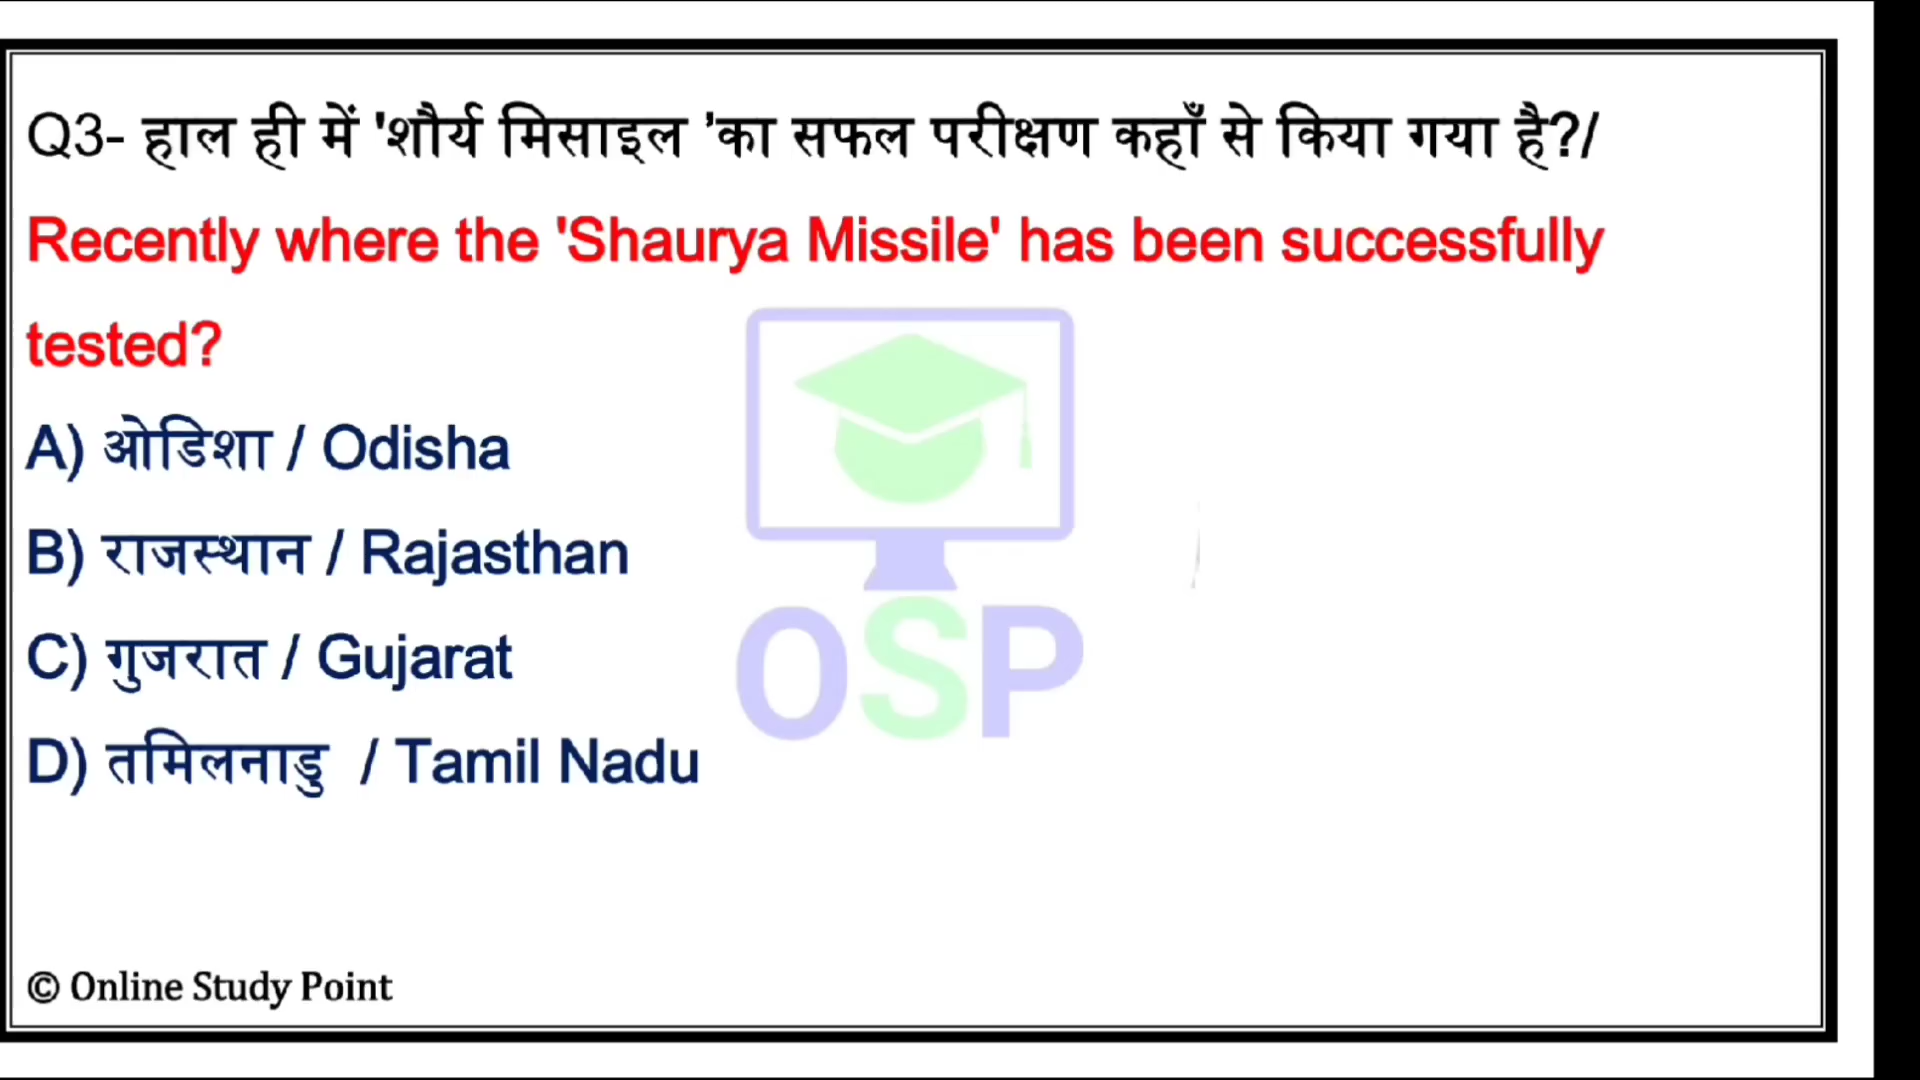 Q3- हाल ही में 'शौर्य मिसाइल 'का सफल परीक्षण कहाँ से किया गया है?/
Recently where the 'Shaurya Missile' has been successfully
tested?
A) ओडिशा / Odisha
B) राजस्थान / Rajasthan
C) गुजरात / Gujarat
D) तमिलनाडु / Tamil Nadu
OSP
© Online Study Point